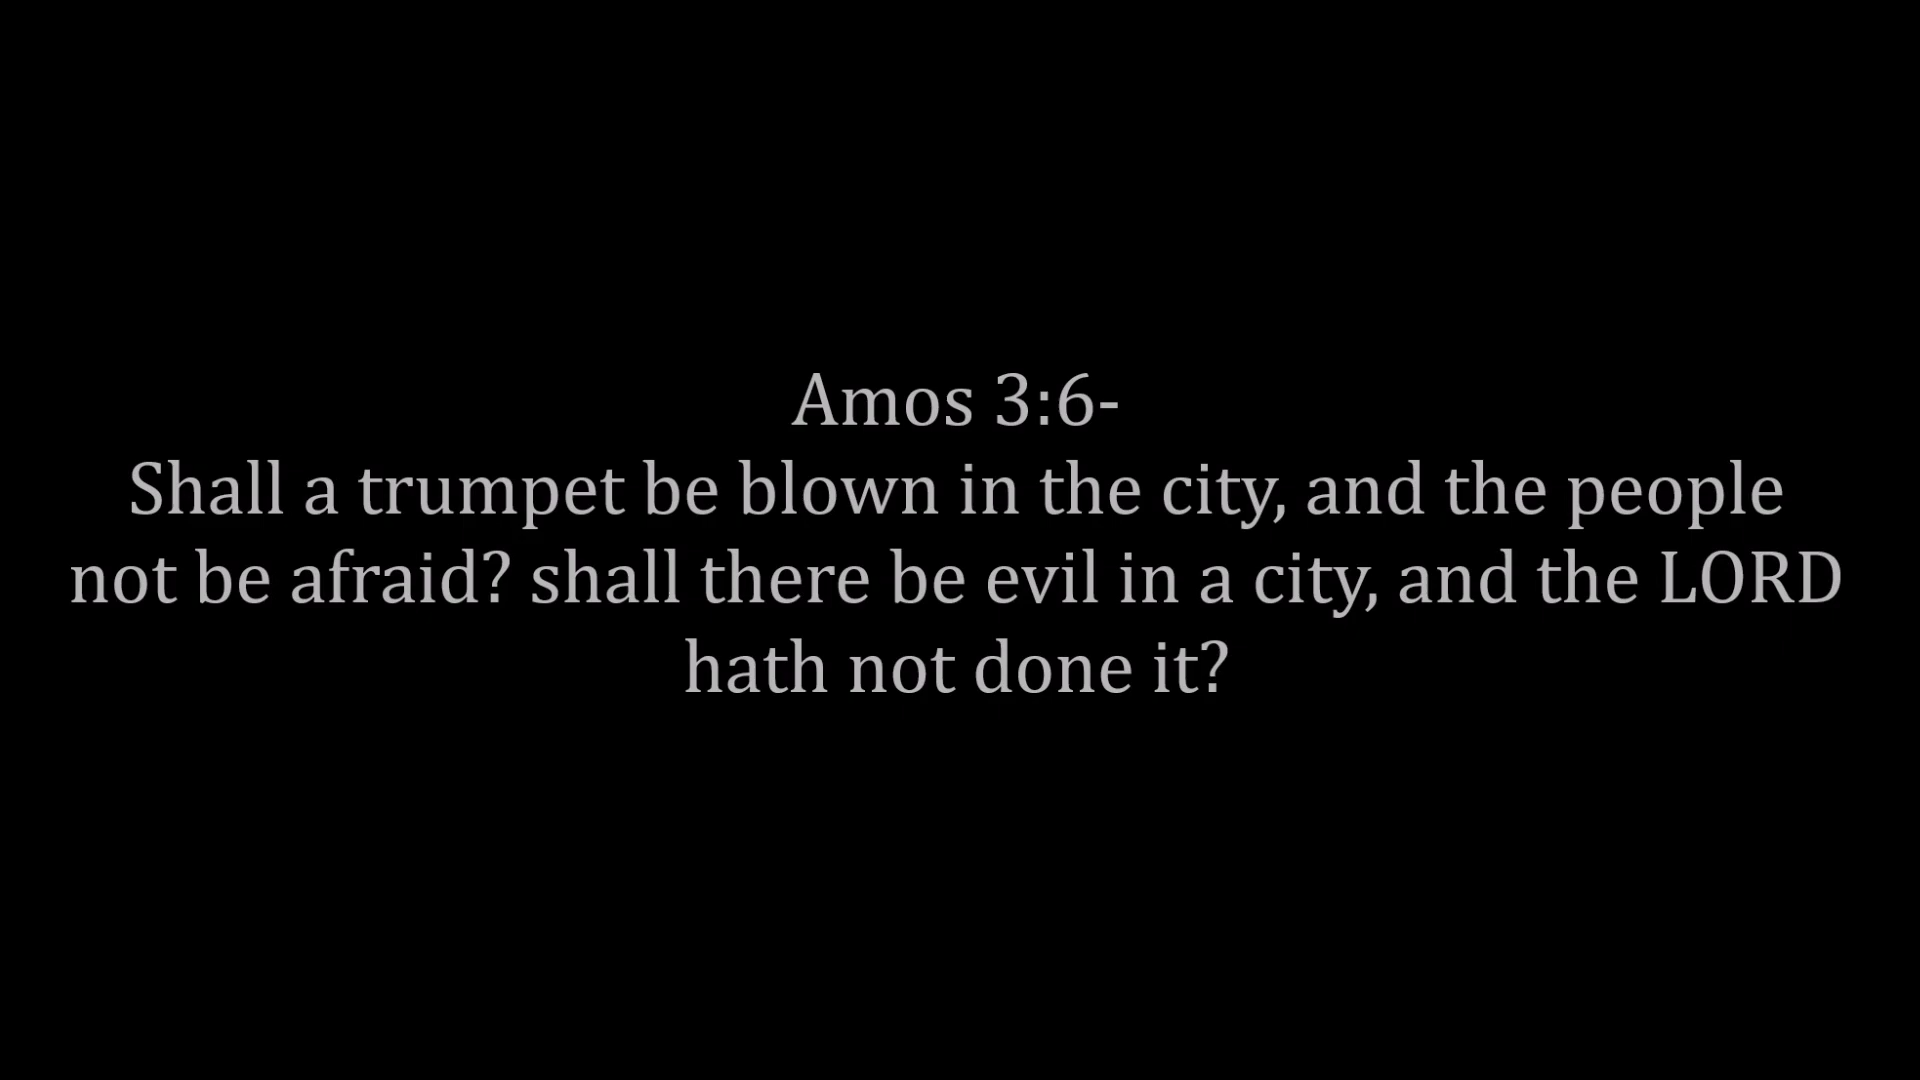 Amos 3:6-
Shall a trumpet be blown in the city, and the people
not be afraid? shall there be evil in a city, and the LORD
hath not done it?